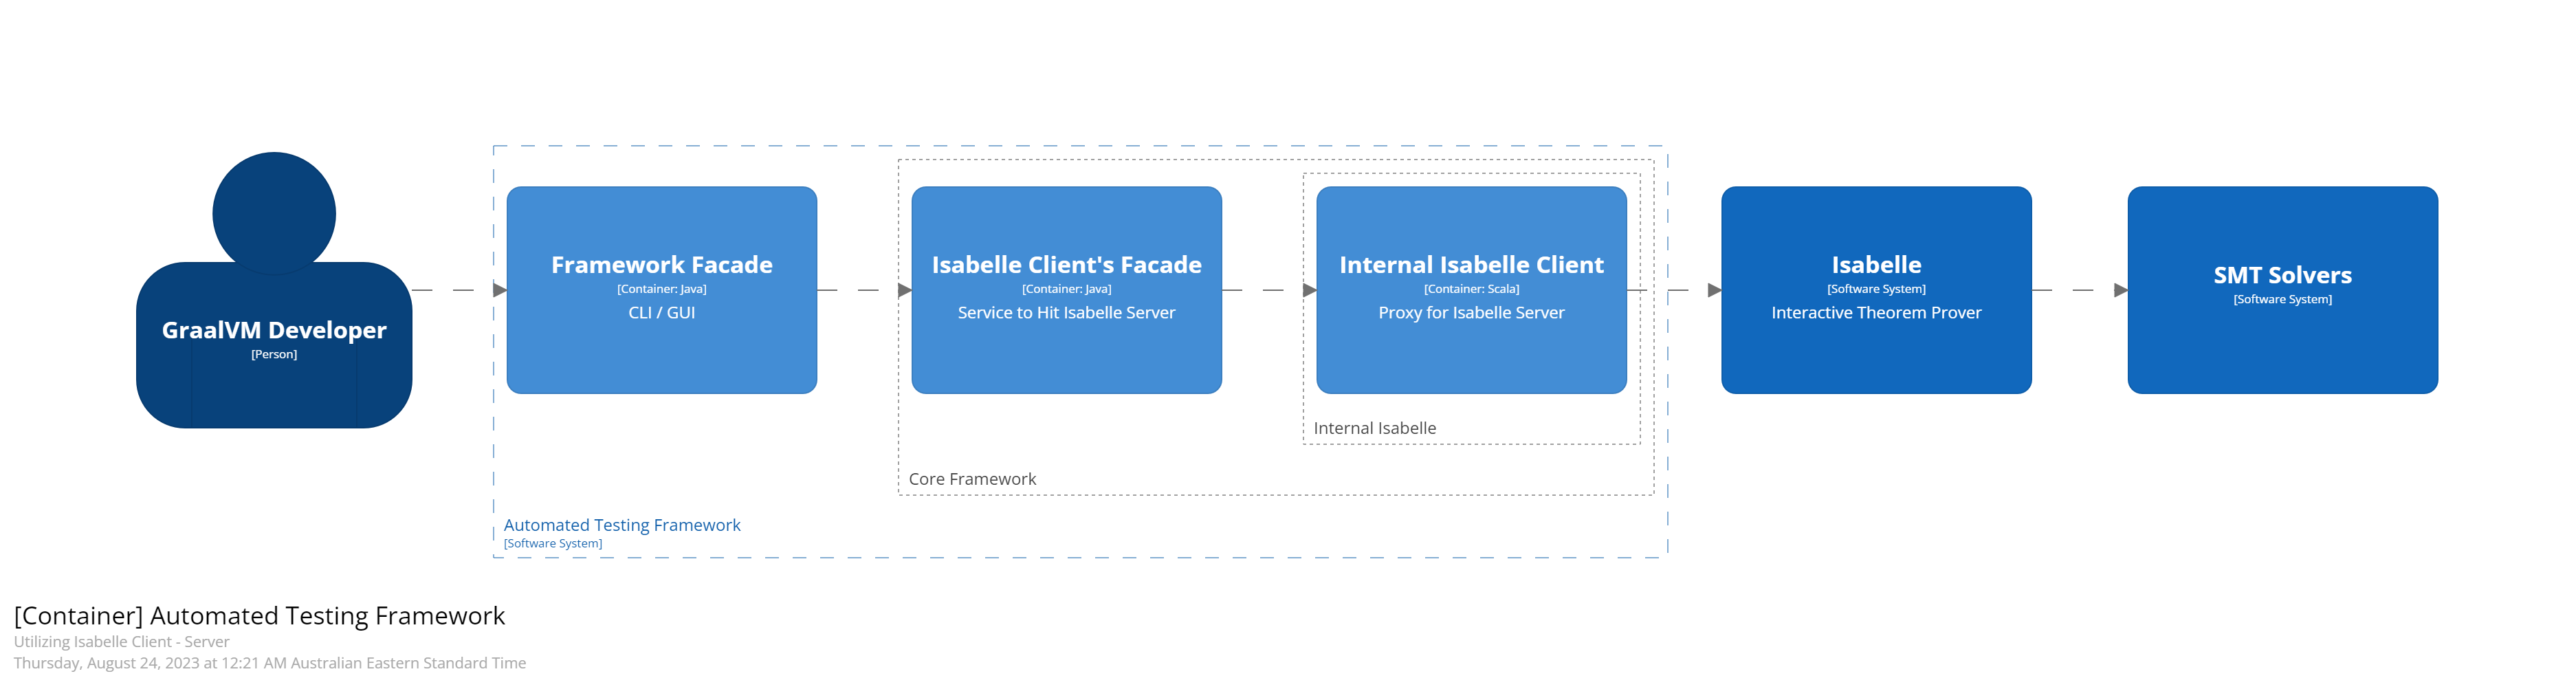 GraalVM Developer
[Person]
Framework Facade
[Container: Java]
CLI / GUI
Isabelle Client's Facade
[Container: Java]
Service to Hit Isabelle Server
Internal Isabelle Client
[Container: Scala]
Proxy for Isabelle Server
Isabelle
[Software System]
Interactive Theorem Prover
SMT Solvers
[Software System]
Internal Isabelle
Core Framework
Automated Testing Framework
[Software System]
[Container] Automated Testing Framework
Utilizing Isabelle Client - Server
Thursday, August 24, 2023 at 12:21 AM Australian Eastern Standard Time